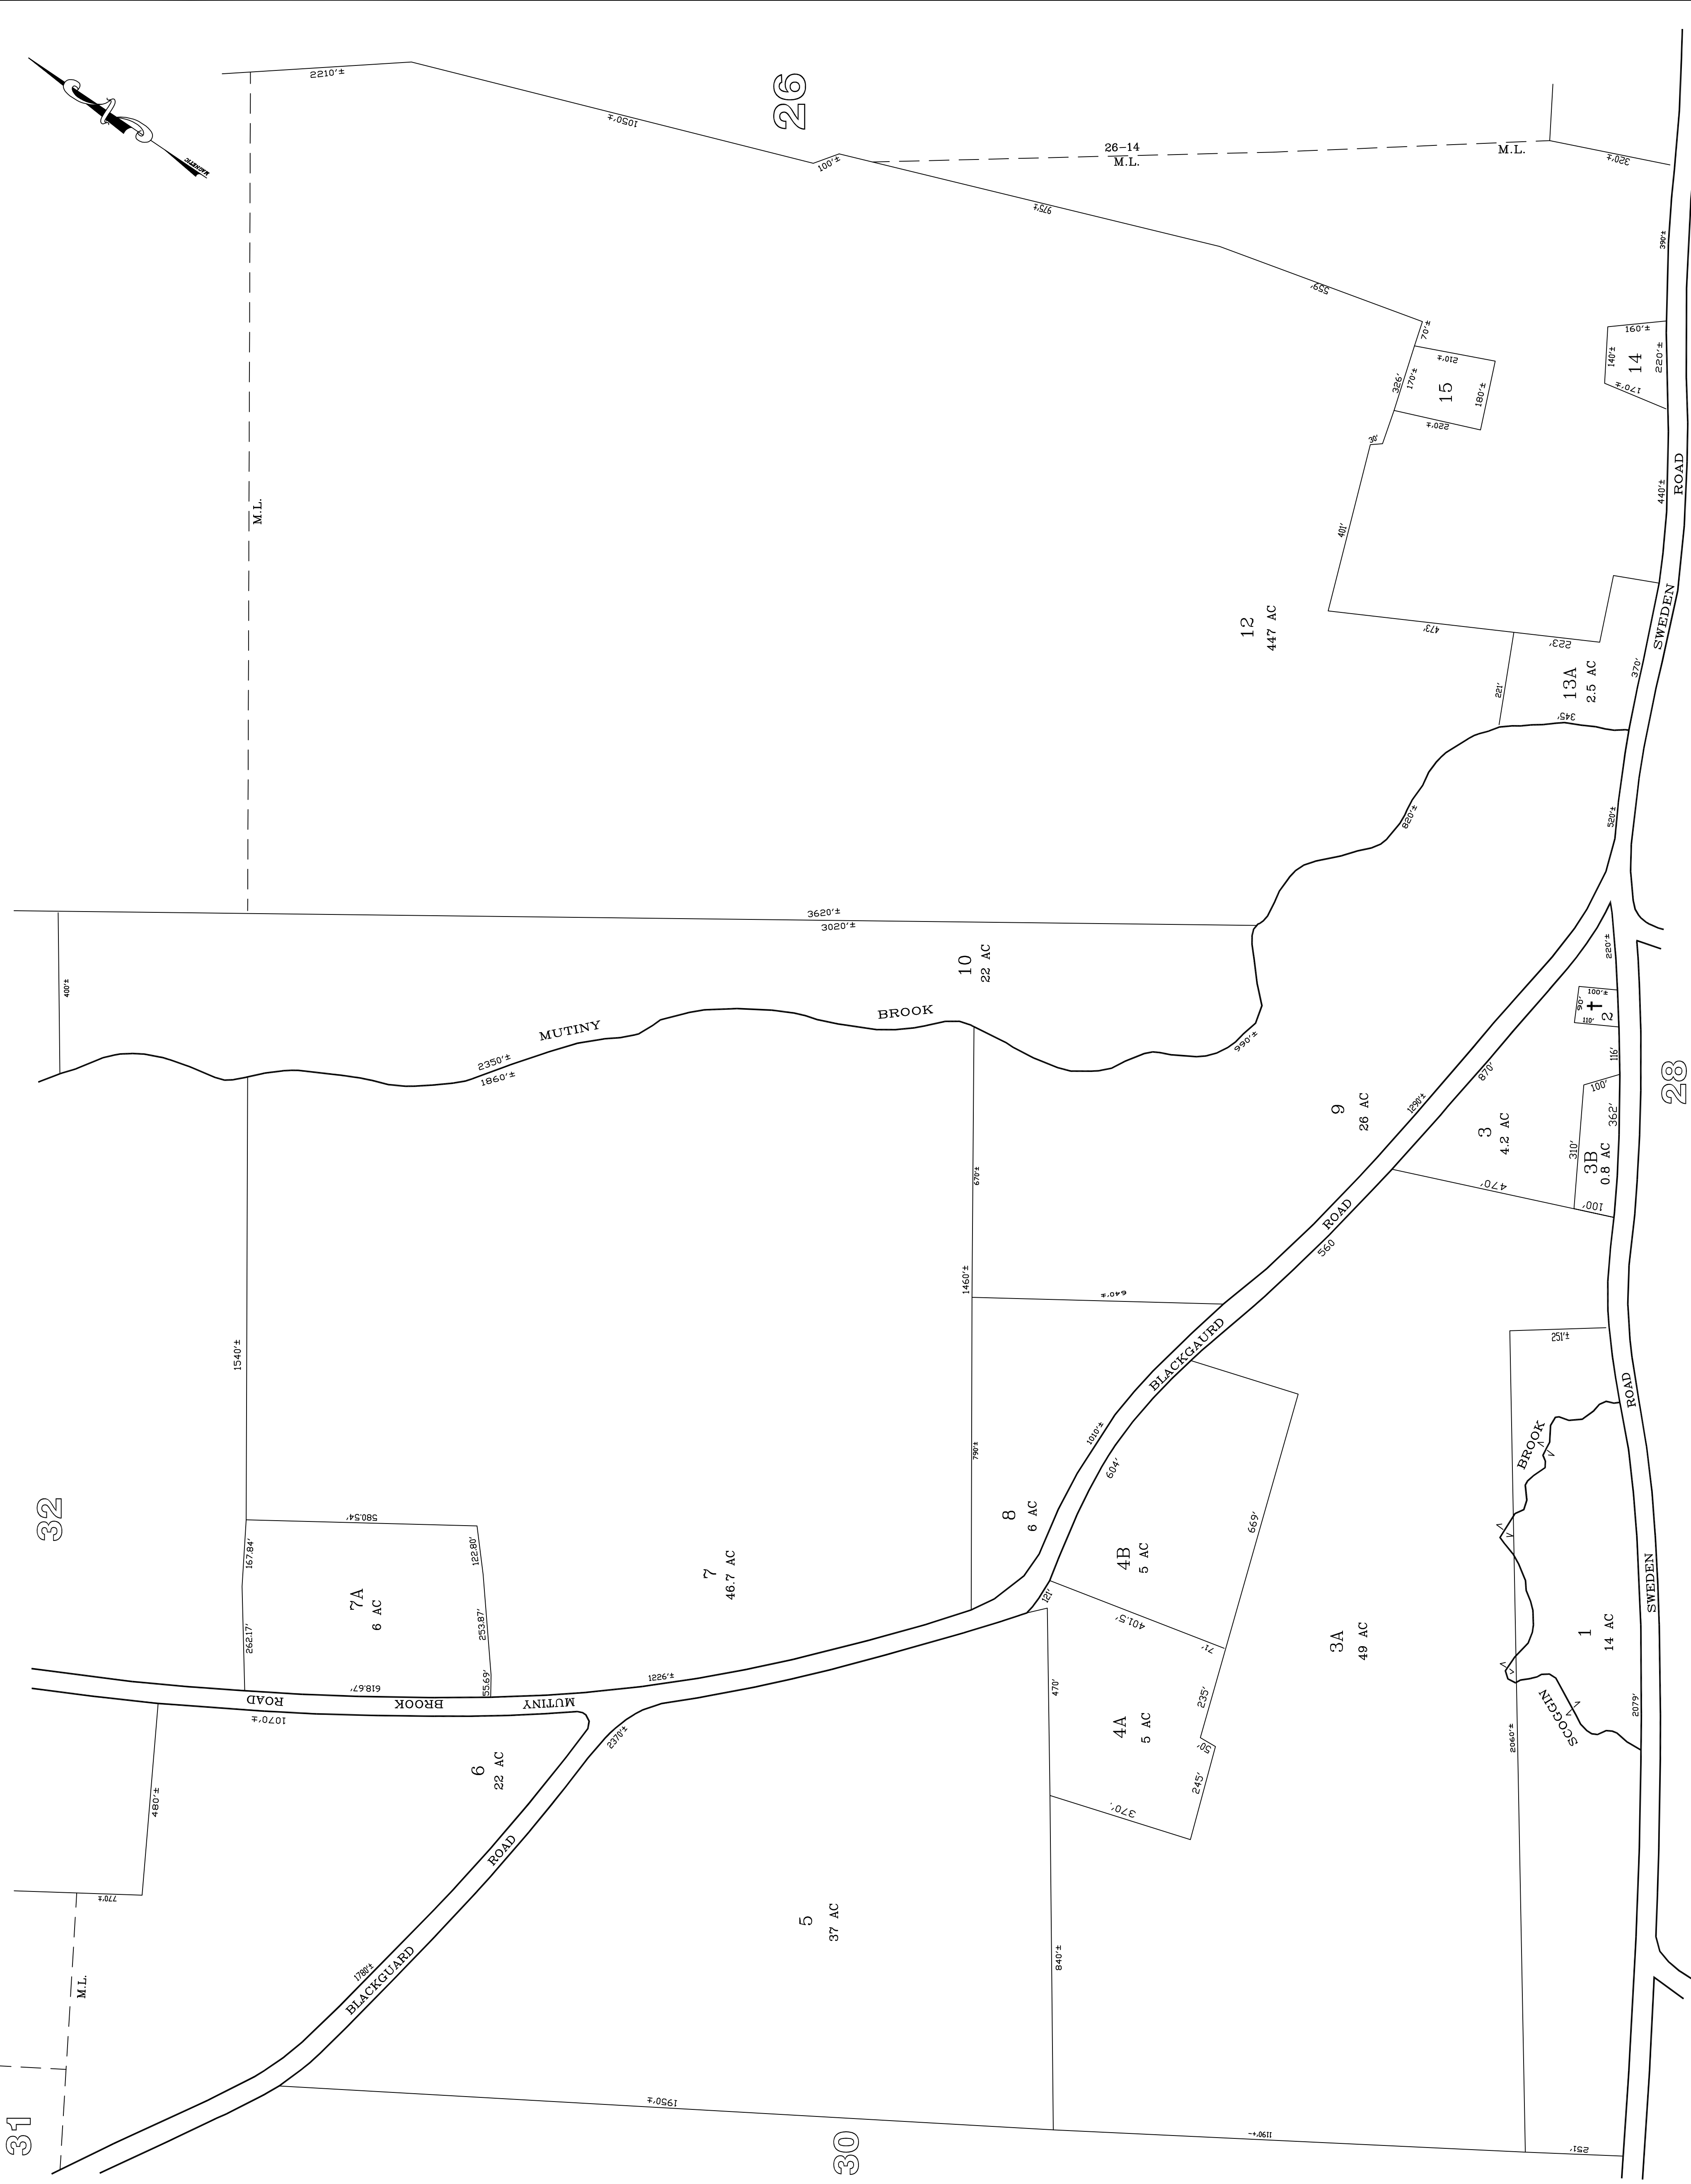 MAGNETIC
2210'±
1050'±
26
100'±
26-14
M.L.
M.L.
320'±
975'±
390'±
559'
70'±
210'±
170'±
326'
15
180'±
220'±
30'
160'±
140'±
14
220'±
170'±
M.L.
440'±
ROAD
401'
12
447 AC
473'
223'
SWEDEN
370'
221'
13A
2.5 AC
345'
820'±
520'±
3620'±
3020'±
10
22 AC
400'±
MUTINY
BROOK
2350'±
1860'±
990'±
220'±
100'±
90'
110'
2
116'
28
870'
1290'±
9
26 AC
3
4.2 AC
100'
362'
310'
3B
0.8 AC
100'
470'
670'±
ROAD
560
1460'±
640'±
1540'±
BLACKGAURD
251'±
ROAD
790'±
1010'±
604'
BROOK
8
6 AC
669'
4B
5 AC
32
580.54'
167.84'
122.80'
7A
6 AC
262.17'
253.87'
55.69'
618.67'
7
46.7 AC
121'
401.5'
71'
3A
49 AC
1
14 AC
SWEDEN
ROAD
BROOK
MUTINY
1226'±
1070'±
470'
235'
4A
5 AC
50'
245'
370'
2079'
SCOGGIN
2060'±
2370'±
6
22 AC
480'±
770'±
ROAD
5
37 AC
840'±
M.L.
1780'±
BLACKGUARD
1950'±
1190'+-
251'
31
30